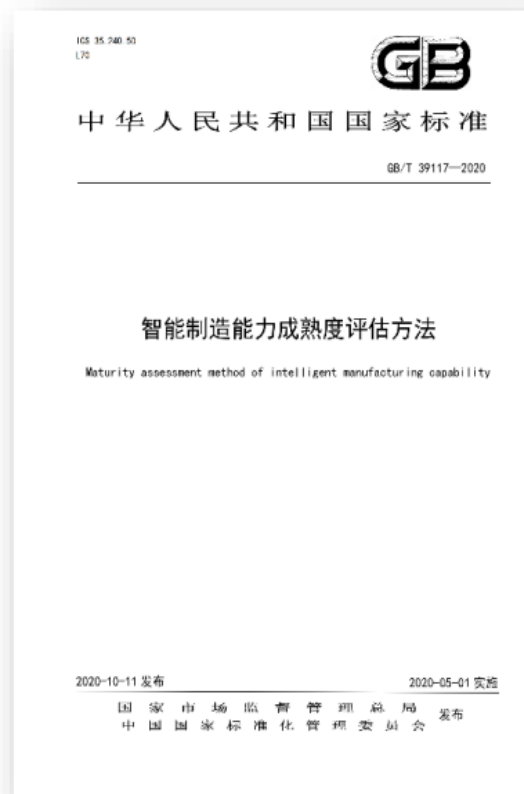 ICS 35.240.50
L70
GB
中华人民共和国国家标准
GB/T 39117—2020
智能制造能力成熟度评估方法
Maturity assessment method of intelligent manufacturing capability
2020-10-11 发布
2020-05-01 实施
国家市场监督管理总局
中国国家标准化管理委员会
发布